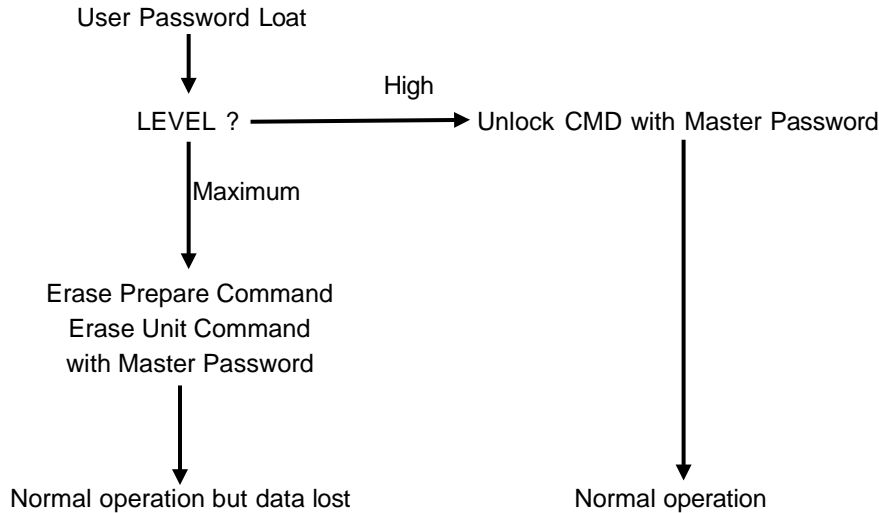 User Password Loat
High
LEVEL ?
Unlock CMD with Master Password
Maximum
Erase Prepare Command
Erase Unit Command
with Master Password
Normal operation but data lost
Normal operation